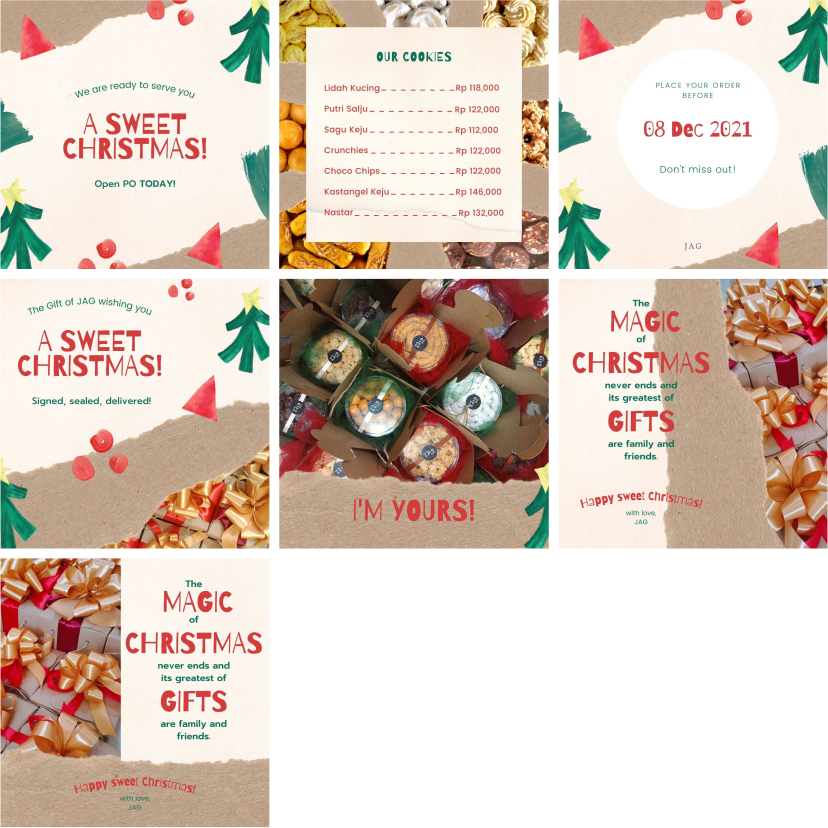 We are ready to serve you
A SWEET
CHRISTMAS!
Open PO TODAY!
OUR COOKIES
Lidah Kucing Rp 118,000
Putri Salju Rp 122,000
Sagu Keju Rp 112,000
Crunchies Rp 122,000
Choco Chips Rp 122,000
Kastangel Keju Rp 146,000
Nastar Rp 132,000
PLACE YOUR ORDER
BEFORE
08 Dec 2021
Don't miss out!
JAG
The Gift of JAG wishing you
A SWEET
CHRISTMAS!
Signed, sealed, delivered!
I'M YOURS!
The
MAGIC
of
CHRISTMAS
never ends and
its greatest of
GIFTS
are family and
friends.
Happy sweet Christmas!
with love,
JAG
The
MAGIC
of
CHRISTMAS
never ends and
its greatest of
GIFTS
are family and
friends.
Happy sweet Christmas!
with love,
JAG